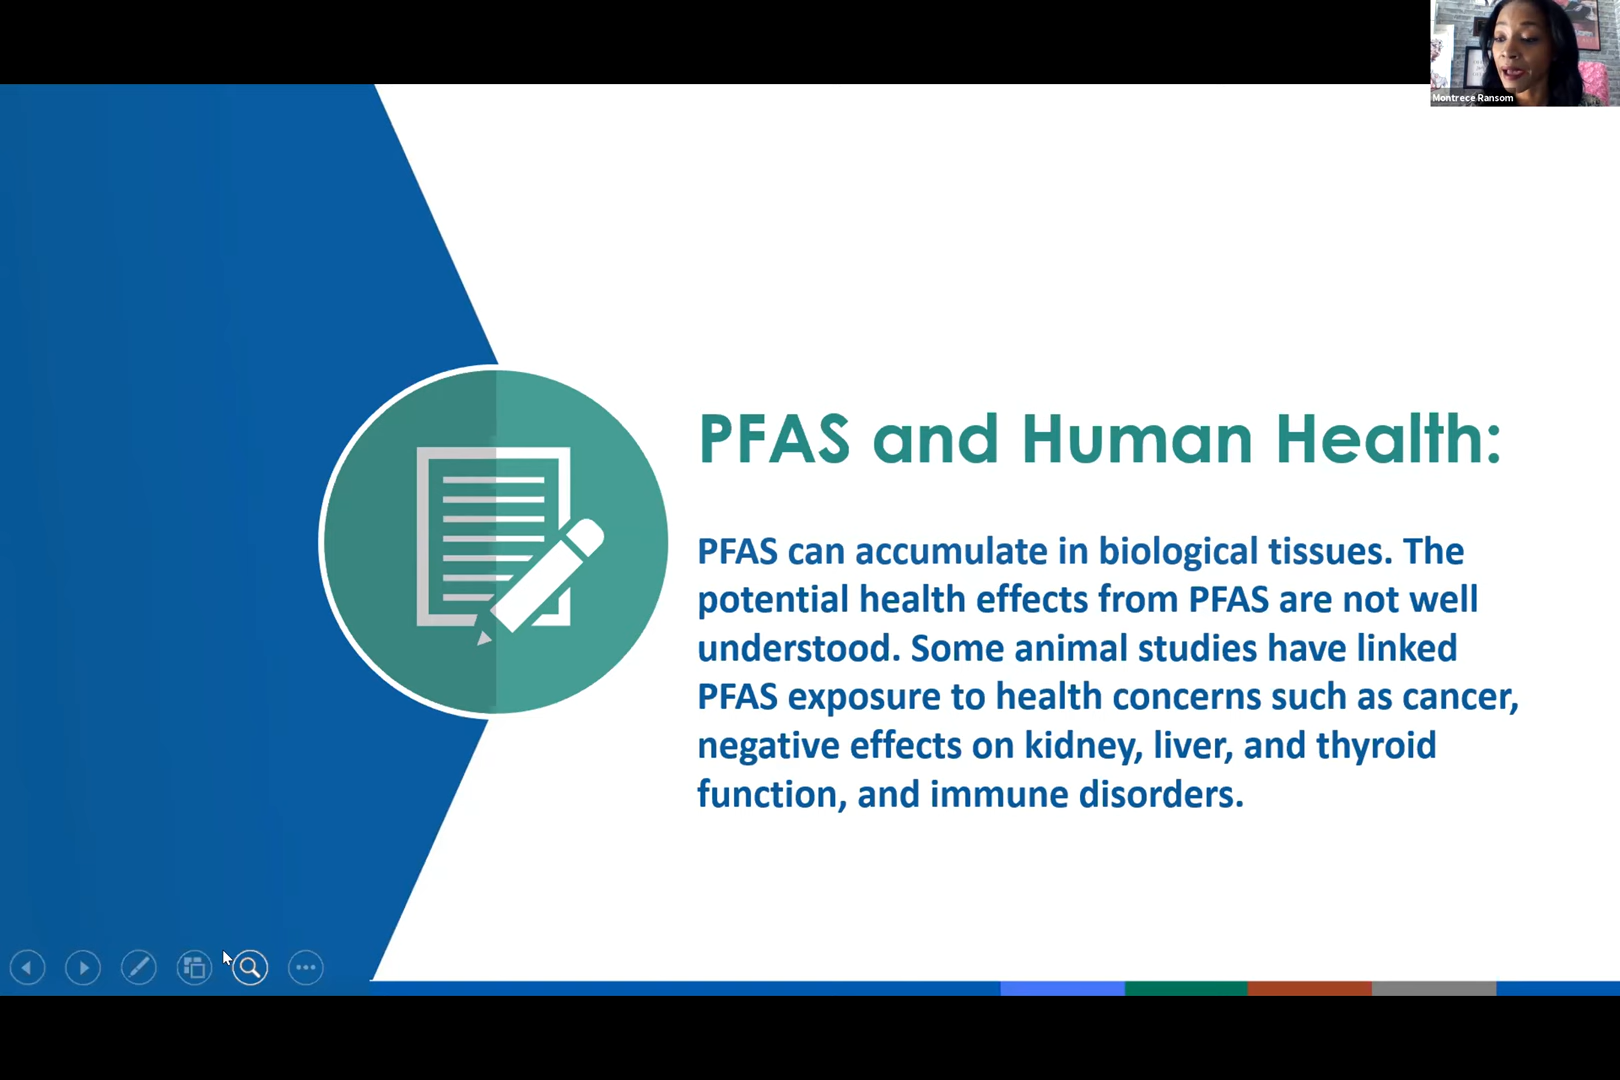 Montrece Ransom
PFAS and Human Health:
PFAS can accumulate in biological tissues. The
potential health effects from PFAS are not well
understood. Some animal studies have linked
PFAS exposure to health concerns such as cancer,
negative effects on kidney, liver, and thyroid
function, and immune disorders.